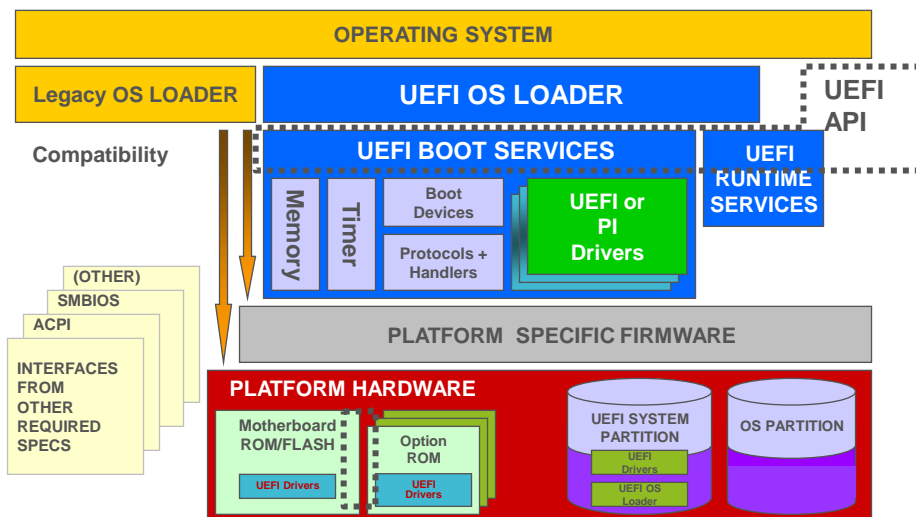 OPERATING SYSTEM
Legacy OS LOADER
UEFI OS LOADER
UEFI
API
Compatibility
UEFI BOOT SERVICES
UEFI
RUNTIME
SERVICES
Memory
Timer
Boot
Devices
Protocols +
Handlers
UEFI or
PI
Drivers
(OTHER)
SMBIOS
ACPI
INTERFACES
FROM
OTHER
REQUIRED
SPECS
PLATFORM SPECIFIC FIRMWARE
PLATFORM HARDWARE
Motherboard
ROM/FLASH
UEFI Drivers
Option
ROM
UEFI
Drivers
UEFI SYSTEM
PARTITION
UEFI
Drivers
UEFI OS
Loader
OS PARTITION